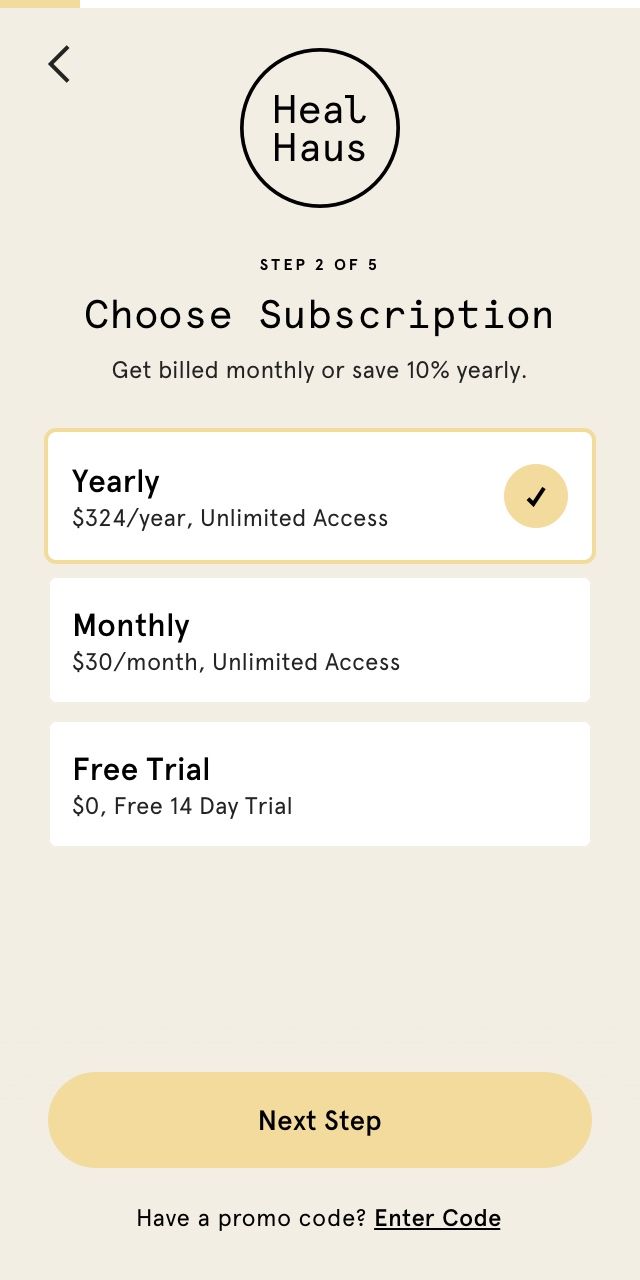 Heal
Haus
STEP 2 OF 5
Choose Subscription
Get billed monthly or save 10% yearly.
Yearly
$324/year, Unlimited Access
Monthly
$30/month, Unlimited Access
Free Trial
$0, Free 14 Day Trial
Next Step
Have a promo code? Enter Code